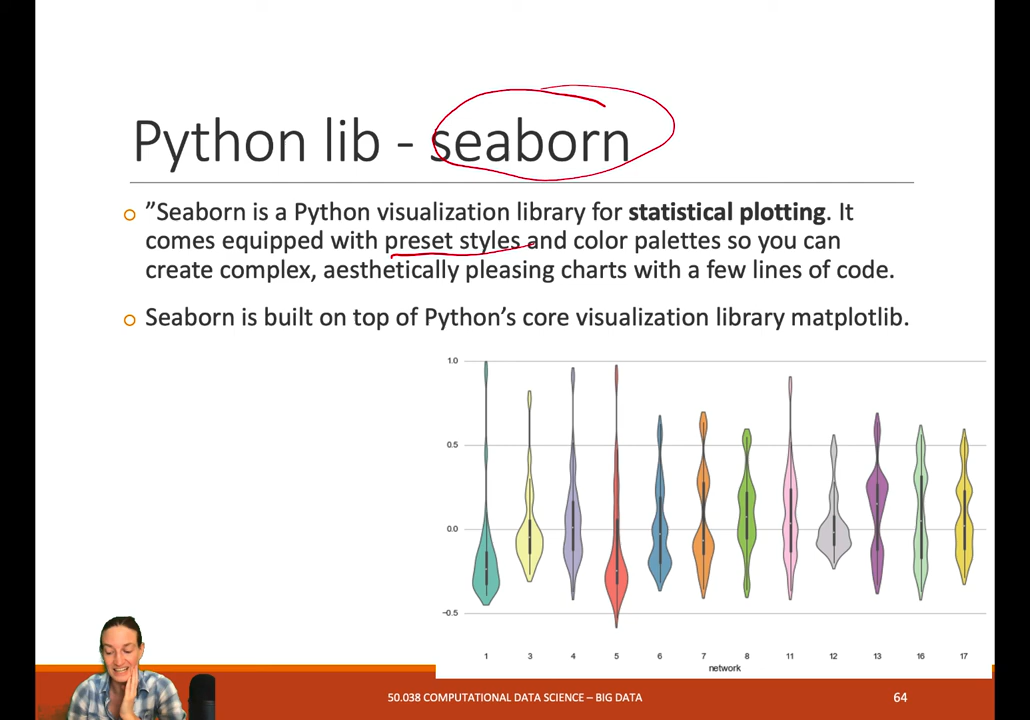 Python lib - seaborn
”Seaborn is a Python visualization library for statistical plotting. It
comes equipped with preset styles and color palettes so you can
create complex, aesthetically pleasing charts with a few lines of code.
Seaborn is built on top of Python’s core visualization library matplotlib.
1.0
0.5
0.0
−0.5
1 3 4 5 6 7 8 11 12 13 16 17
network
50.038 COMPUTATIONAL DATA SCIENCE – BIG DATA
64